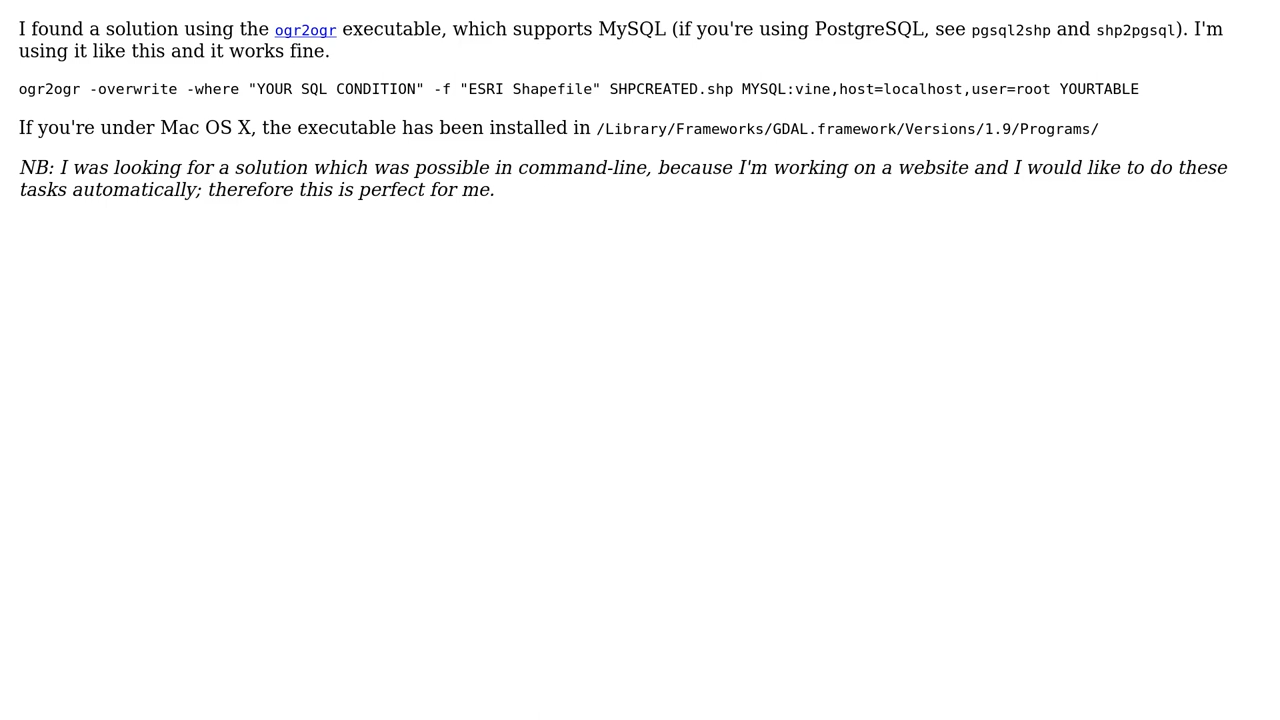 I found a solution using the ogr2ogr executable, which supports MySQL (if you're using PostgreSQL, see pgsql2shp and shp2pgsql). I'm
using it like this and it works fine.
ogr2ogr -overwrite -where "YOUR SQL CONDITION" -f "ESRI Shapefile" SHPCREATED.shp MYSQL:vine,host=localhost,user=root YOURTABLE
If you're under Mac OS X, the executable has been installed in /Library/Frameworks/GDAL.framework/Versions/1.9/Programs/
NB: I was looking for a solution which was possible in command-line, because I'm working on a website and I would like to do these
tasks automatically; therefore this is perfect for me.